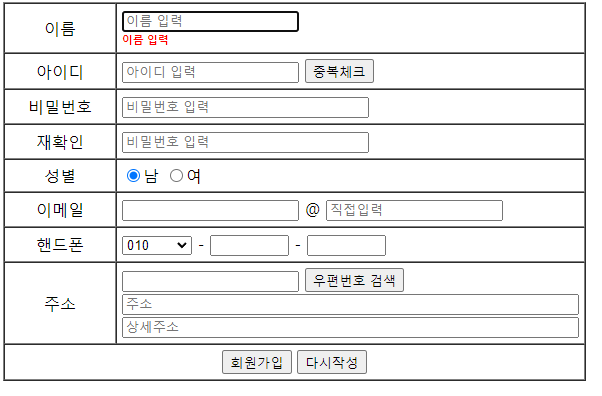 이름 이름 입력
이름 입력
아이디 아이디 입력 중복체크
비밀번호 비밀번호 입력
재확인 비밀번호 입력
성별 남 여
이메일 @ 직접입력
핸드폰 010 - -
주소 우편번호 검색
주소
상세주소
회원가입 다시작성